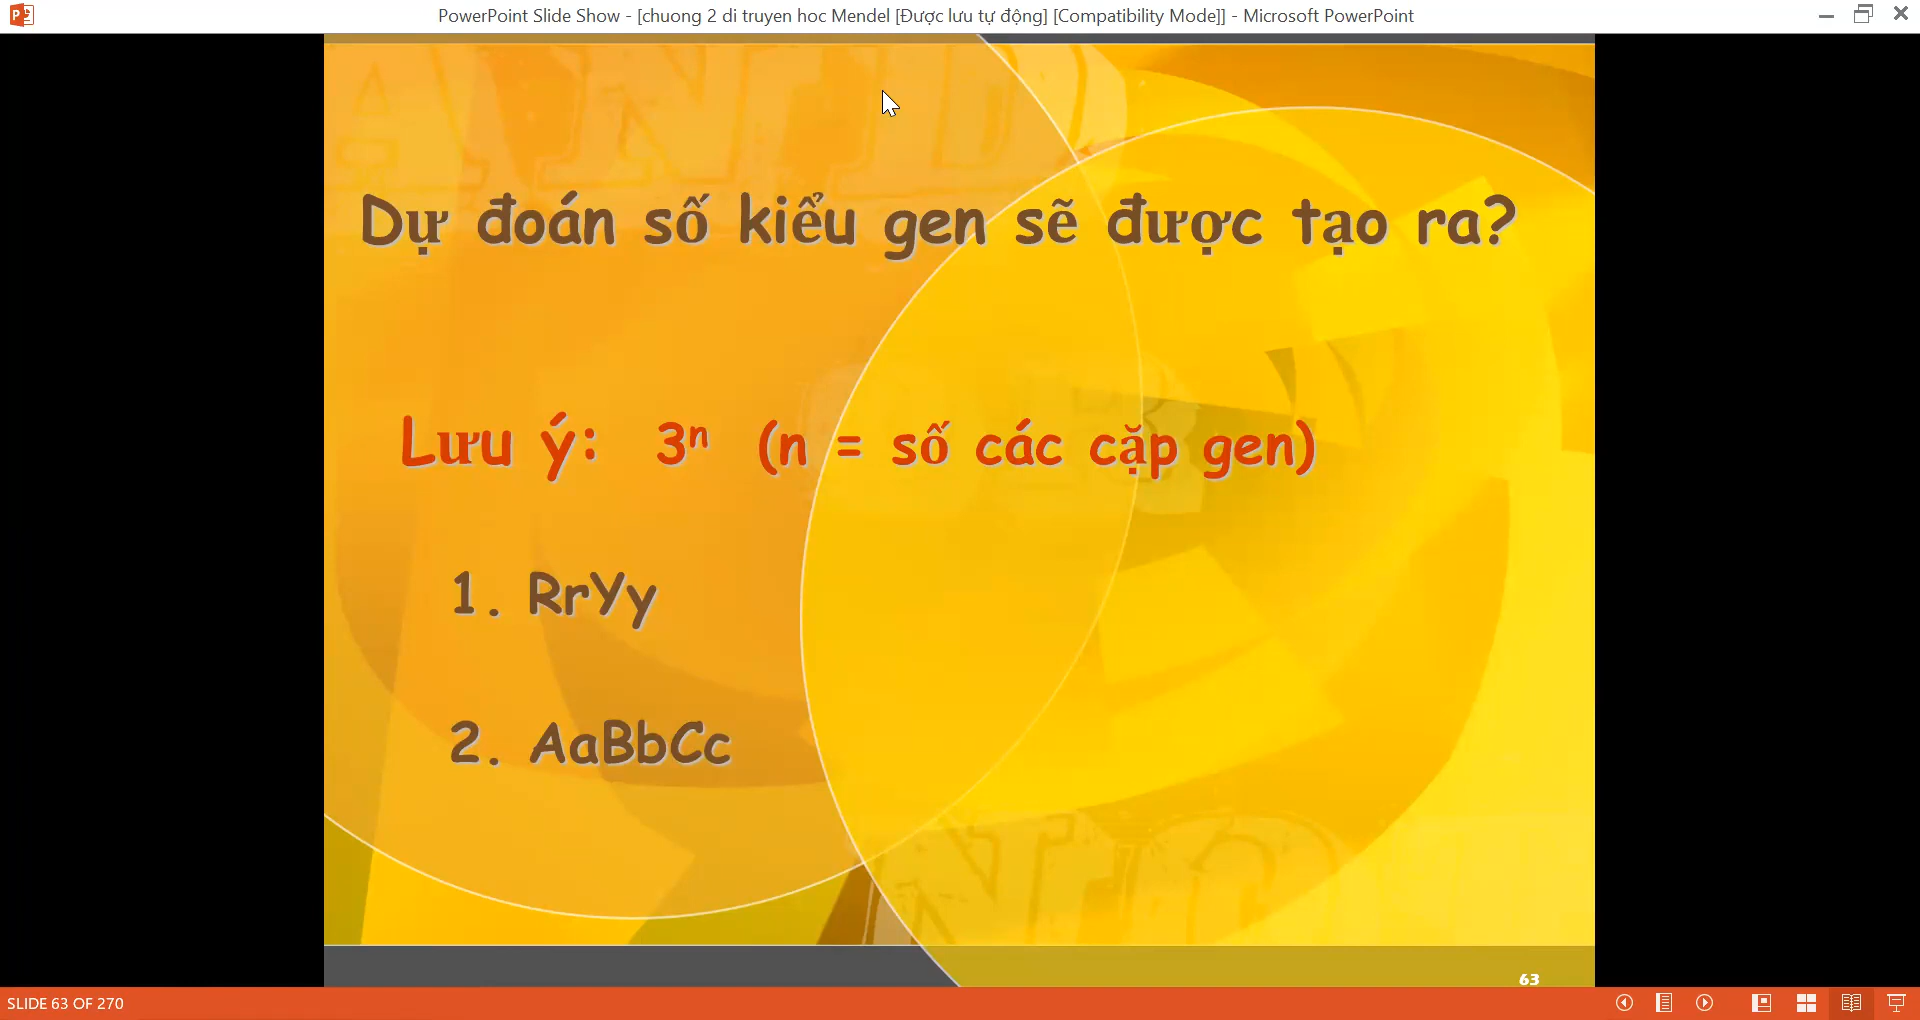 PowerPoint Slide Show - [chuong 2 di truyen hoc Mendel [Được lưu tự động] [Compatibility Mode]] - Microsoft PowerPoint
Dự đoán số kiểu gen sẽ được tạo ra?
Lưu ý: 3ⁿ (n = số các cặp gen)
1. RrYy
2. AaBbCc
63
SLIDE 63 OF 270